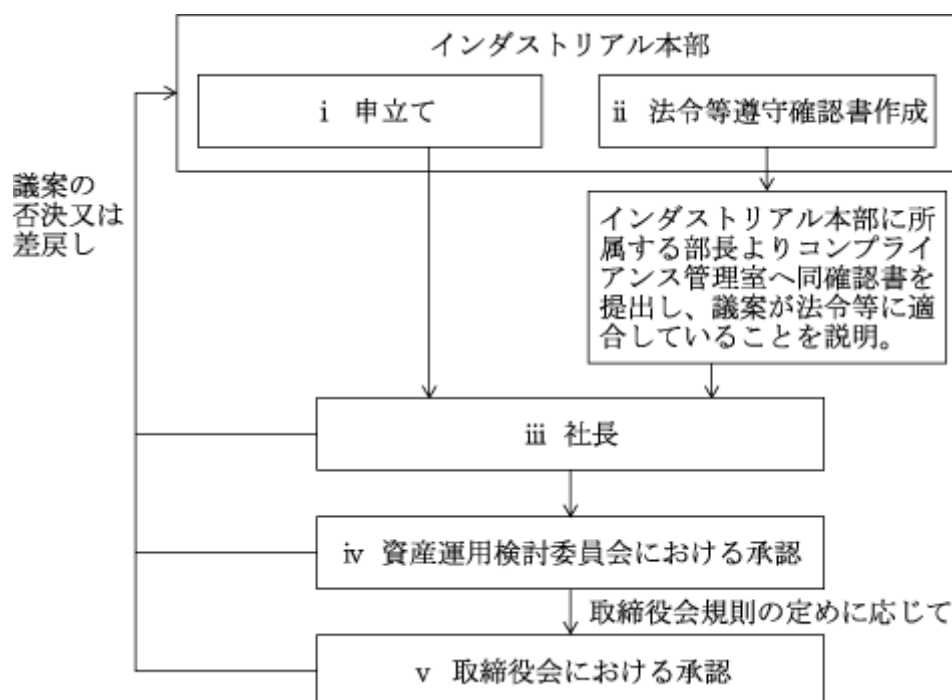 インダストリアル本部
ⅰ 申立て
ⅱ 法令等遵守確認書作成
議案の
否決又は
差戻し
インダストリアル本部に所
属する部長よりコンプライ
アンス管理室へ同確認書を
提出し、議案が法令等に適
合していることを説明。
ⅲ 社長
ⅳ 資産運用検討委員会における承認
取締役会規則の定めに応じて
ⅴ 取締役会における承認